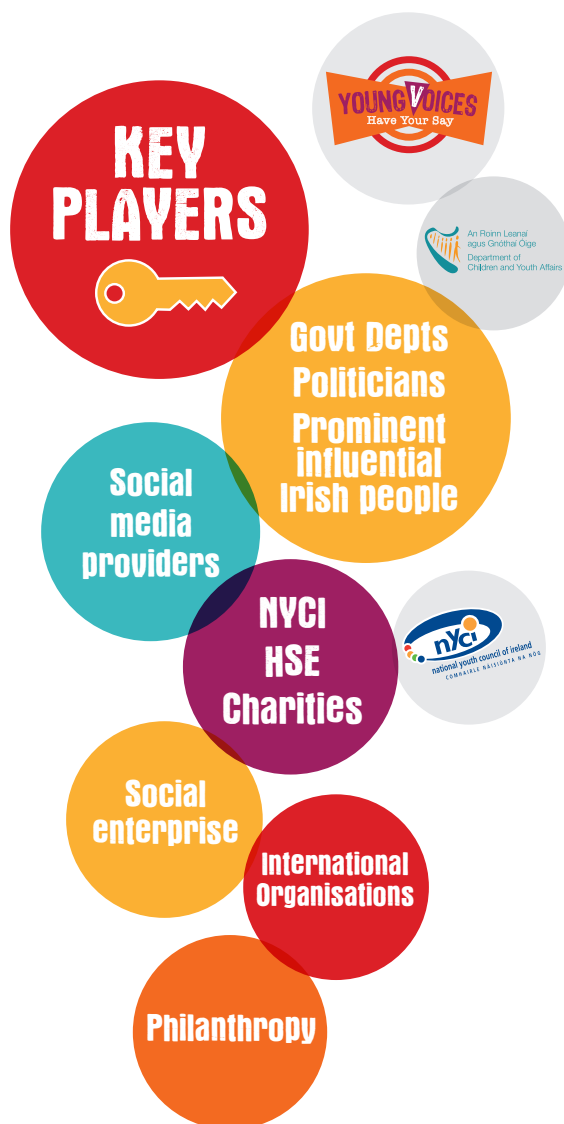 YOUNG VOICES
Have Your Say
KEY
PLAYERS
An Roinn Leanaí
agus Gnóthaí Óige
Department of
Children and Youth Affairs
Govt Depts
Politicians
Prominent
influential
Irish people
Social
media
providers
NYCI
HSE
Charities
nyci
national youth council of ireland
COMHAIRLE NAISIÚNTA NA NÓG
Social
enterprise
International
Organisations
Philanthropy